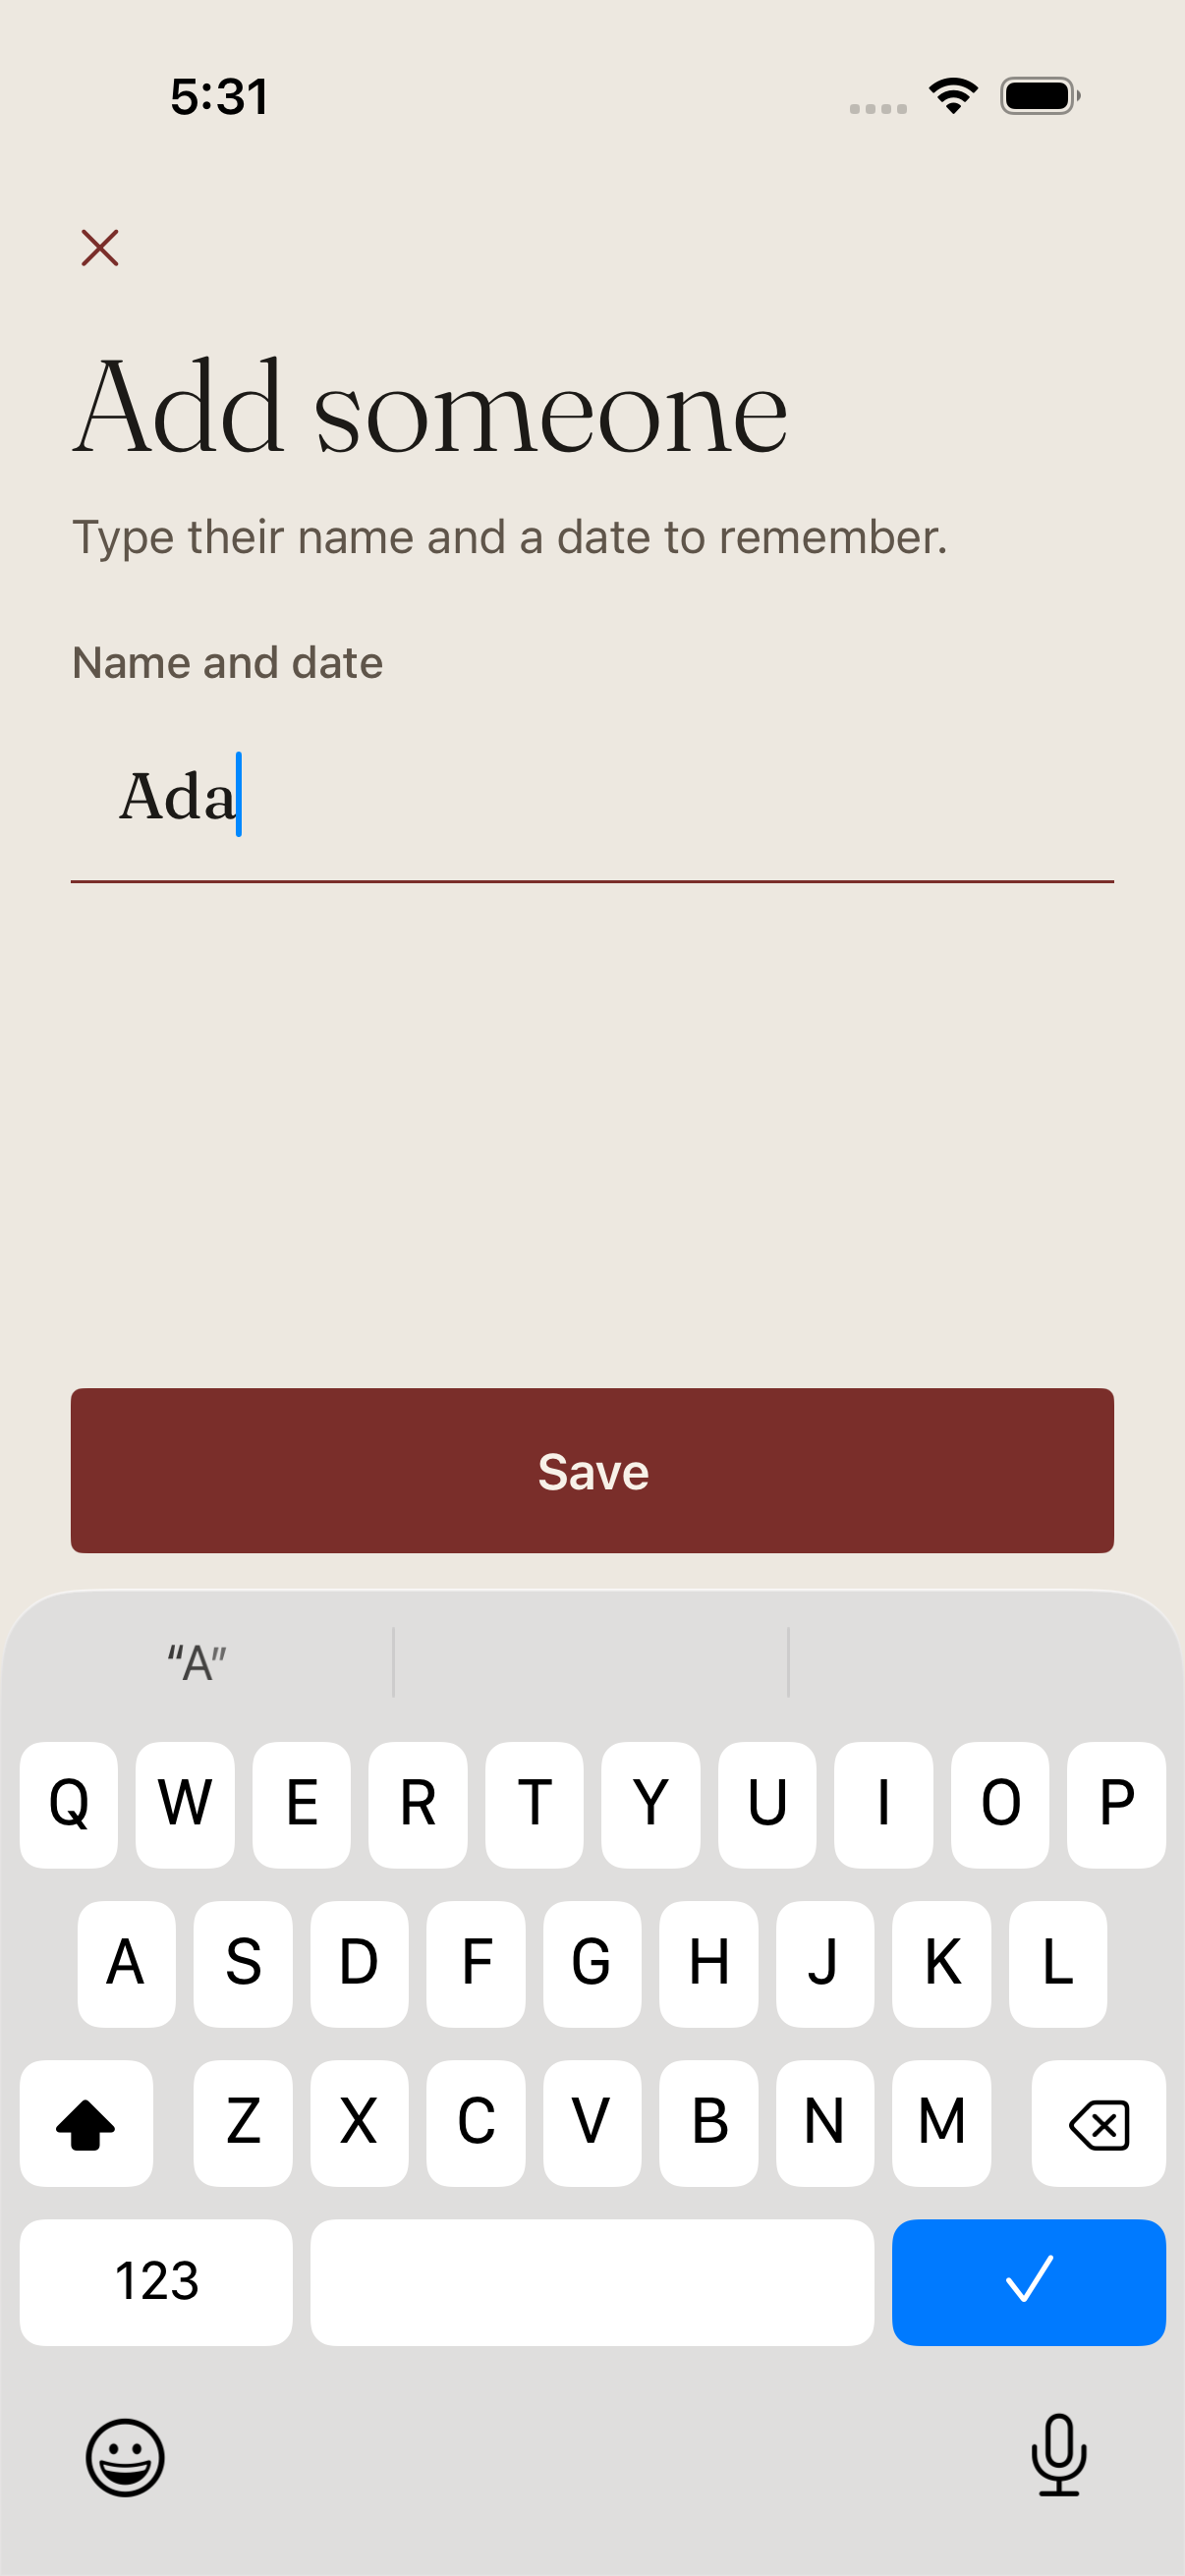 5:31
Add someone
Type their name and a date to remember.
Name and date
Ada
Save
“A”
Q W E R T Y U I O P
A S D F G H J K L
Z X C V B N M
123